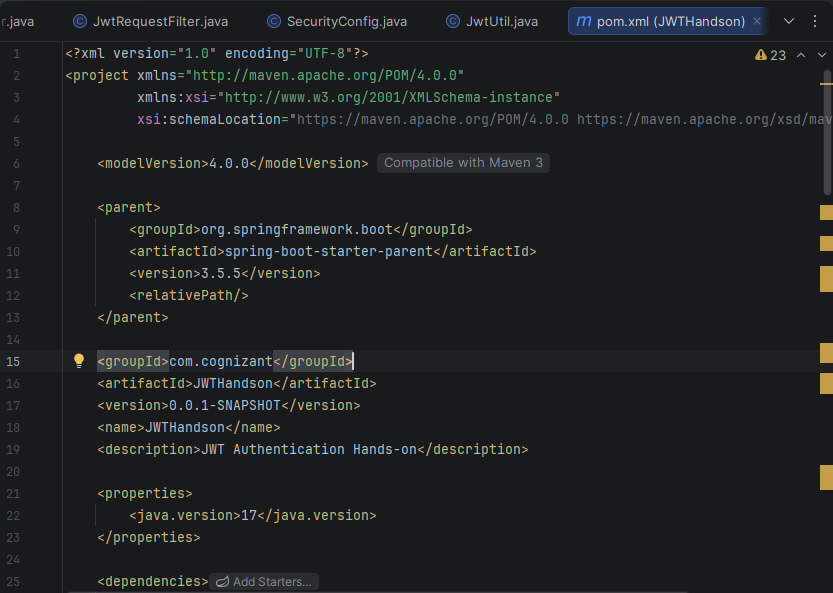 r.java JwtRequestFilter.java SecurityConfig.java JwtUtil.java pom.xml (JWTHandson)
23
1 <?xml version="1.0" encoding="UTF-8"?>
2 <project xmlns="http://maven.apache.org/POM/4.0.0"
3 xmlns:xsi="http://www.w3.org/2001/XMLSchema-instance"
4 xsi:schemaLocation="https://maven.apache.org/POM/4.0.0 https://maven.apache.org/xsd/mav
5
6 <modelVersion>4.0.0</modelVersion> Compatible with Maven 3
7
8 <parent>
9 <groupId>org.springframework.boot</groupId>
10 <artifactId>spring-boot-starter-parent</artifactId>
11 <version>3.5.5</version>
12 <relativePath/>
13 </parent>
14
15 <groupId>com.cognizant</groupId>
16 <artifactId>JWTHandson</artifactId>
17 <version>0.0.1-SNAPSHOT</version>
18 <name>JWTHandson</name>
19 <description>JWT Authentication Hands-on</description>
20
21 <properties>
22 <java.version>17</java.version>
23 </properties>
24
25 <dependencies> Add Starters...